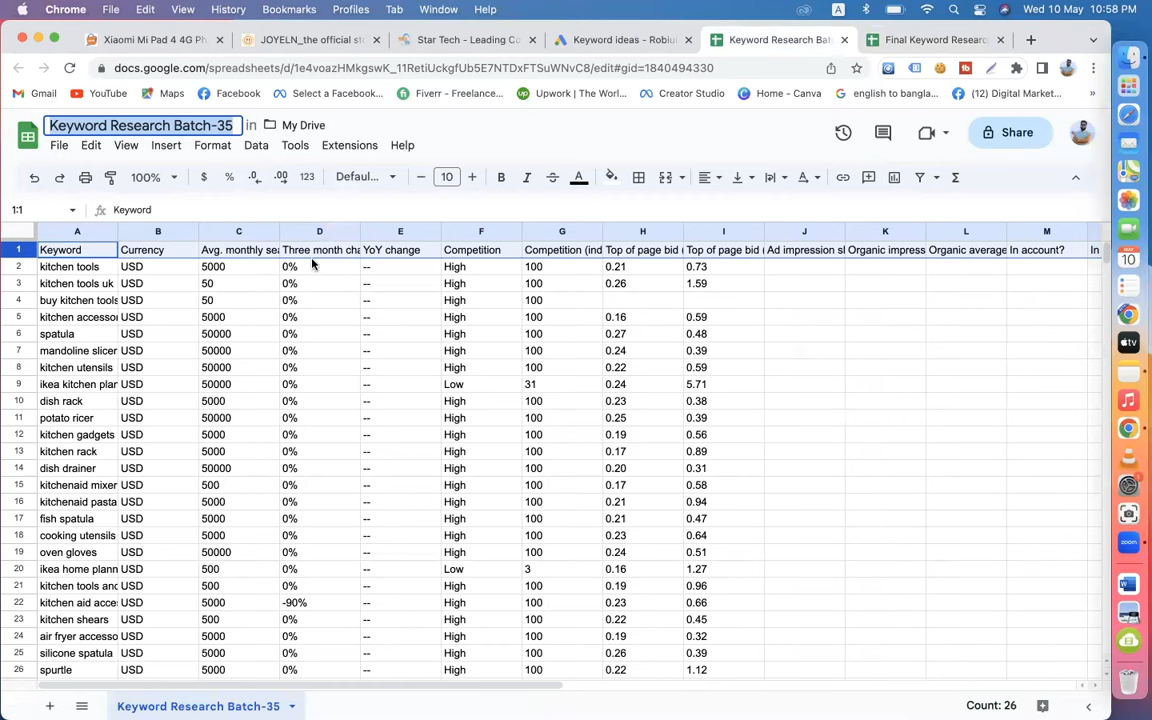 Chrome File Edit View History Bookmarks Profiles Tab Window Help A Wed 10 May 10:58 PM
Xiaomi Mi Pad 4 4G Ph × JOYELN_the official st × Star Tech - Leading Co × Keyword ideas - Robiu × Keyword Research Bat × Final Keyword Researc × +
docs.google.com/spreadsheets/d/1e4voazHMkgswK_11RetUckgfUb5E7NTDxFTSuWNvC8/edit#gid=1840494330
Gmail YouTube Maps Facebook Select a Facebook... Fiverr - Freelance... Upwork | The Worl... Creator Studio Home - Canva english to bangla... (12) Digital Market...
Keyword Research Batch-35 in My Drive
File Edit View Insert Format Data Tools Extensions Help
Share
100% $ % .0 .00 123 Defaul... − 10 + B I A
1:1 fx Keyword
A B C D E F G H I J K L M
1 Keyword Currency Avg. monthly sea Three month cha YoY change Competition Competition (ind Top of page bid ( Top of page bid ( Ad impression sh Organic impress Organic average In account? In
2 kitchen tools USD 5000 0% -- High 100 0.21 0.73
3 kitchen tools uk USD 50 0% -- High 100 0.26 1.59
4 buy kitchen tools USD 50 0% -- High 100
5 kitchen accessor USD 5000 0% -- High 100 0.16 0.59
6 spatula USD 50000 0% -- High 100 0.27 0.48
7 mandoline slicer USD 50000 0% -- High 100 0.24 0.39
8 kitchen utensils USD 50000 0% -- High 100 0.22 0.59
9 ikea kitchen plan USD 50000 0% -- Low 31 0.24 5.71
10 dish rack USD 5000 0% -- High 100 0.23 0.38
11 potato ricer USD 50000 0% -- High 100 0.25 0.39
12 kitchen gadgets USD 5000 0% -- High 100 0.19 0.56
13 kitchen rack USD 5000 0% -- High 100 0.17 0.89
14 dish drainer USD 50000 0% -- High 100 0.20 0.31
15 kitchenaid mixer USD 500 0% -- High 100 0.17 0.58
16 kitchenaid pasta USD 5000 0% -- High 100 0.21 0.94
17 fish spatula USD 5000 0% -- High 100 0.21 0.47
18 cooking utensils USD 5000 0% -- High 100 0.23 0.64
19 oven gloves USD 50000 0% -- High 100 0.24 0.51
20 ikea home plann USD 500 0% -- Low 3 0.16 1.27
21 kitchen tools and USD 500 0% -- High 100 0.19 0.96
22 kitchen aid acce USD 5000 -90% -- High 100 0.23 0.66
23 kitchen shears USD 500 0% -- High 100 0.22 0.45
24 air fryer accesso USD 5000 0% -- High 100 0.19 0.32
25 silicone spatula USD 5000 0% -- High 100 0.26 0.39
26 spurtle USD 5000 0% -- High 100 0.22 1.12
+ Keyword Research Batch-35 Count: 26
MAY
10
tv
zoom